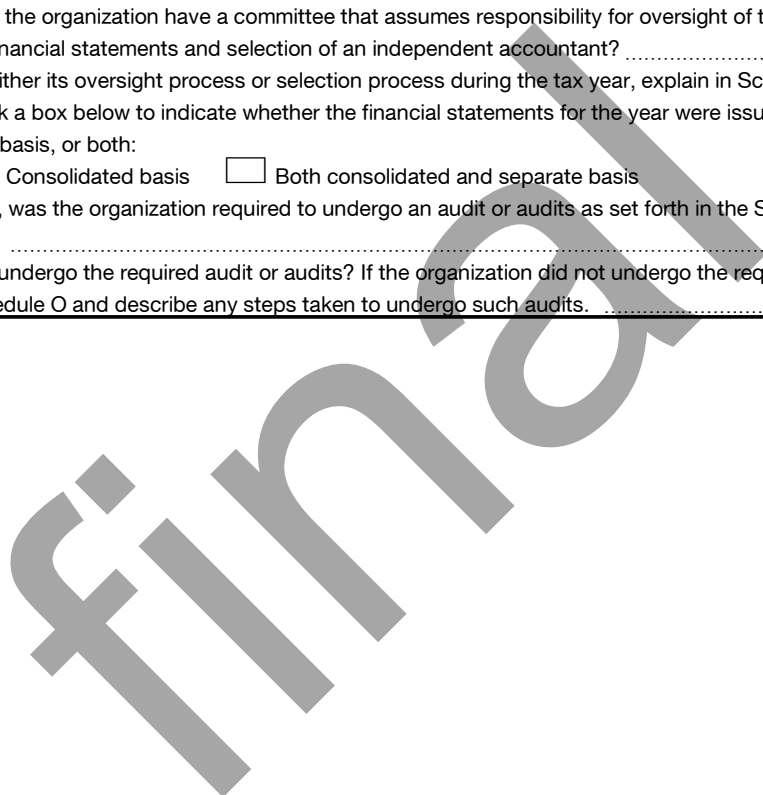 the organization have a committee that assumes responsibility for oversight of t
nancial statements and selection of an independent accountant?
ither its oversight process or selection process during the tax year, explain in Sc
k a box below to indicate whether the financial statements for the year were issu
basis, or both:
Consolidated basis Both consolidated and separate basis
, was the organization required to undergo an audit or audits as set forth in the S
undergo the required audit or audits? If the organization did not undergo the req
edule O and describe any steps taken to undergo such audits.
final